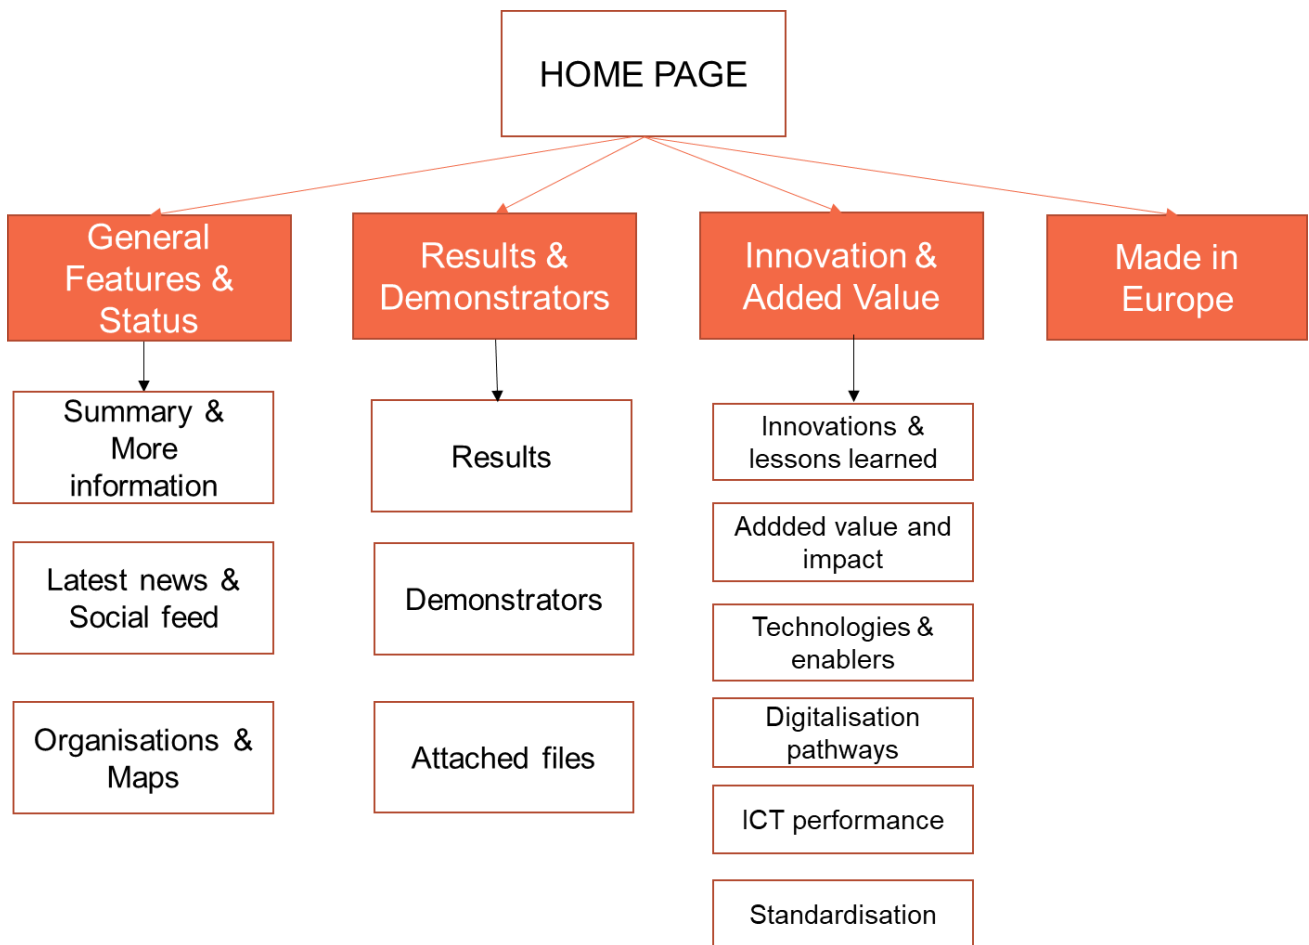 HOME PAGE
General
Features &
Status
Results &
Demonstrators
Innovation &
Added Value
Made in
Europe
Summary &
More
information
Latest news &
Social feed
Organisations &
Maps
Results
Demonstrators
Attached files
Innovations &
lessons learned
Addded value and
impact
Technologies &
enablers
Digitalisation
pathways
ICT performance
Standardisation